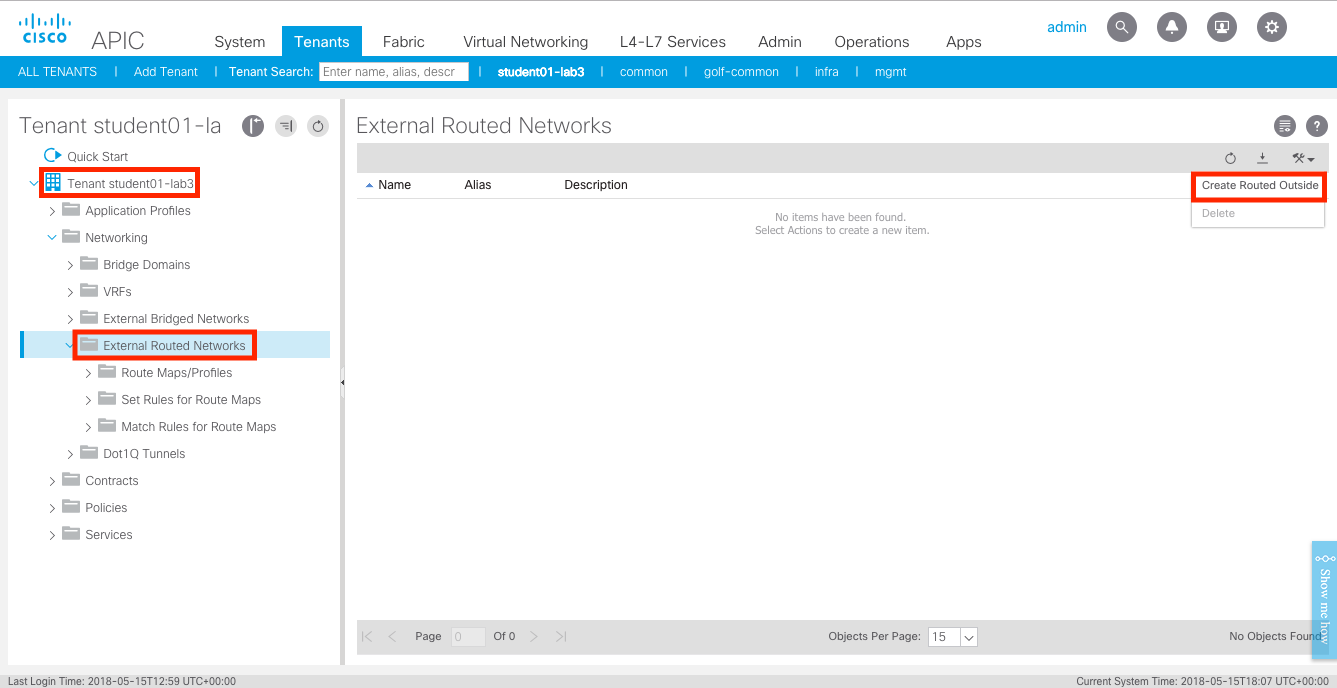 cisco APIC
System Tenants Fabric Virtual Networking L4-L7 Services Admin Operations Apps admin
ALL TENANTS | Add Tenant | Tenant Search: Enter name, alias, descr | student01-lab3 | common | golf-common | infra | mgmt
Tenant student01-la
Quick Start
Tenant student01-lab3
Application Profiles
Networking
Bridge Domains
VRFs
External Bridged Networks
External Routed Networks
Route Maps/Profiles
Set Rules for Route Maps
Match Rules for Route Maps
Dot1Q Tunnels
Contracts
Policies
Services
External Routed Networks
?
Name Alias Description
Create Routed Outside
Delete
No items have been found.
Select Actions to create a new item.
Show me how
Page 0 Of 0 Objects Per Page: 15 No Objects Found
Last Login Time: 2018-05-15T12:59 UTC+00:00 Current System Time: 2018-05-15T18:07 UTC+00:00